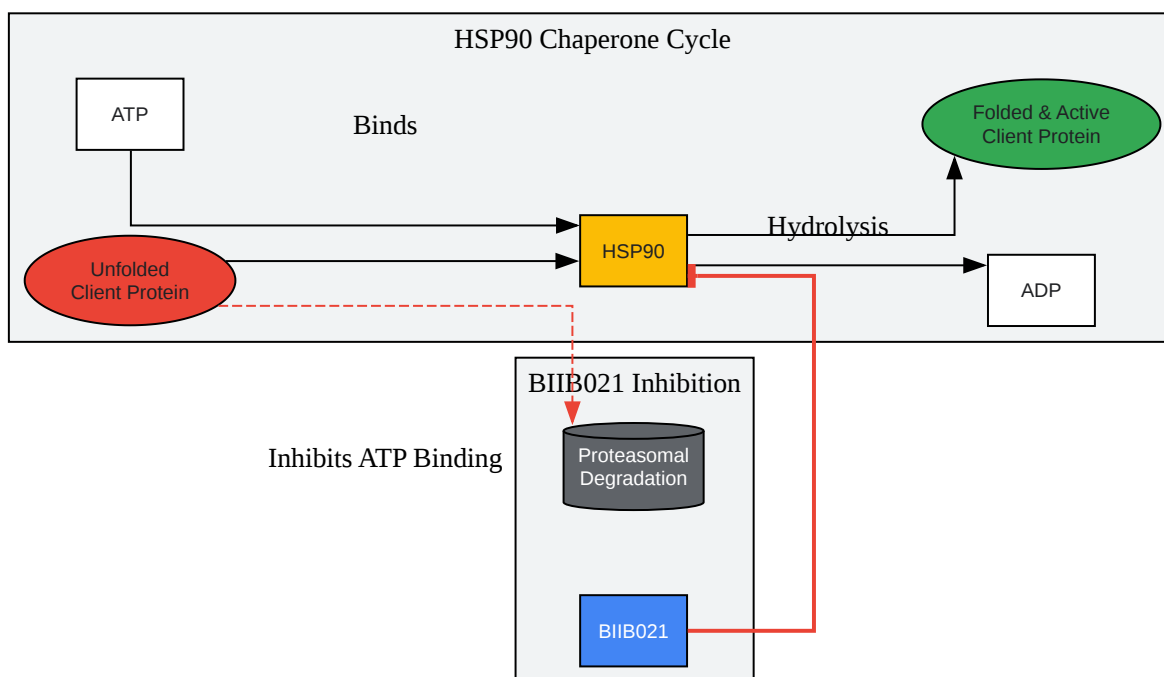 HSP90 Chaperone Cycle
ATP
Binds
Folded & Active
Client Protein
Hydrolysis
HSP90
Unfolded
Client Protein
ADP
BIIB021 Inhibition
Inhibits ATP Binding
Proteasomal
Degradation
BIIB021